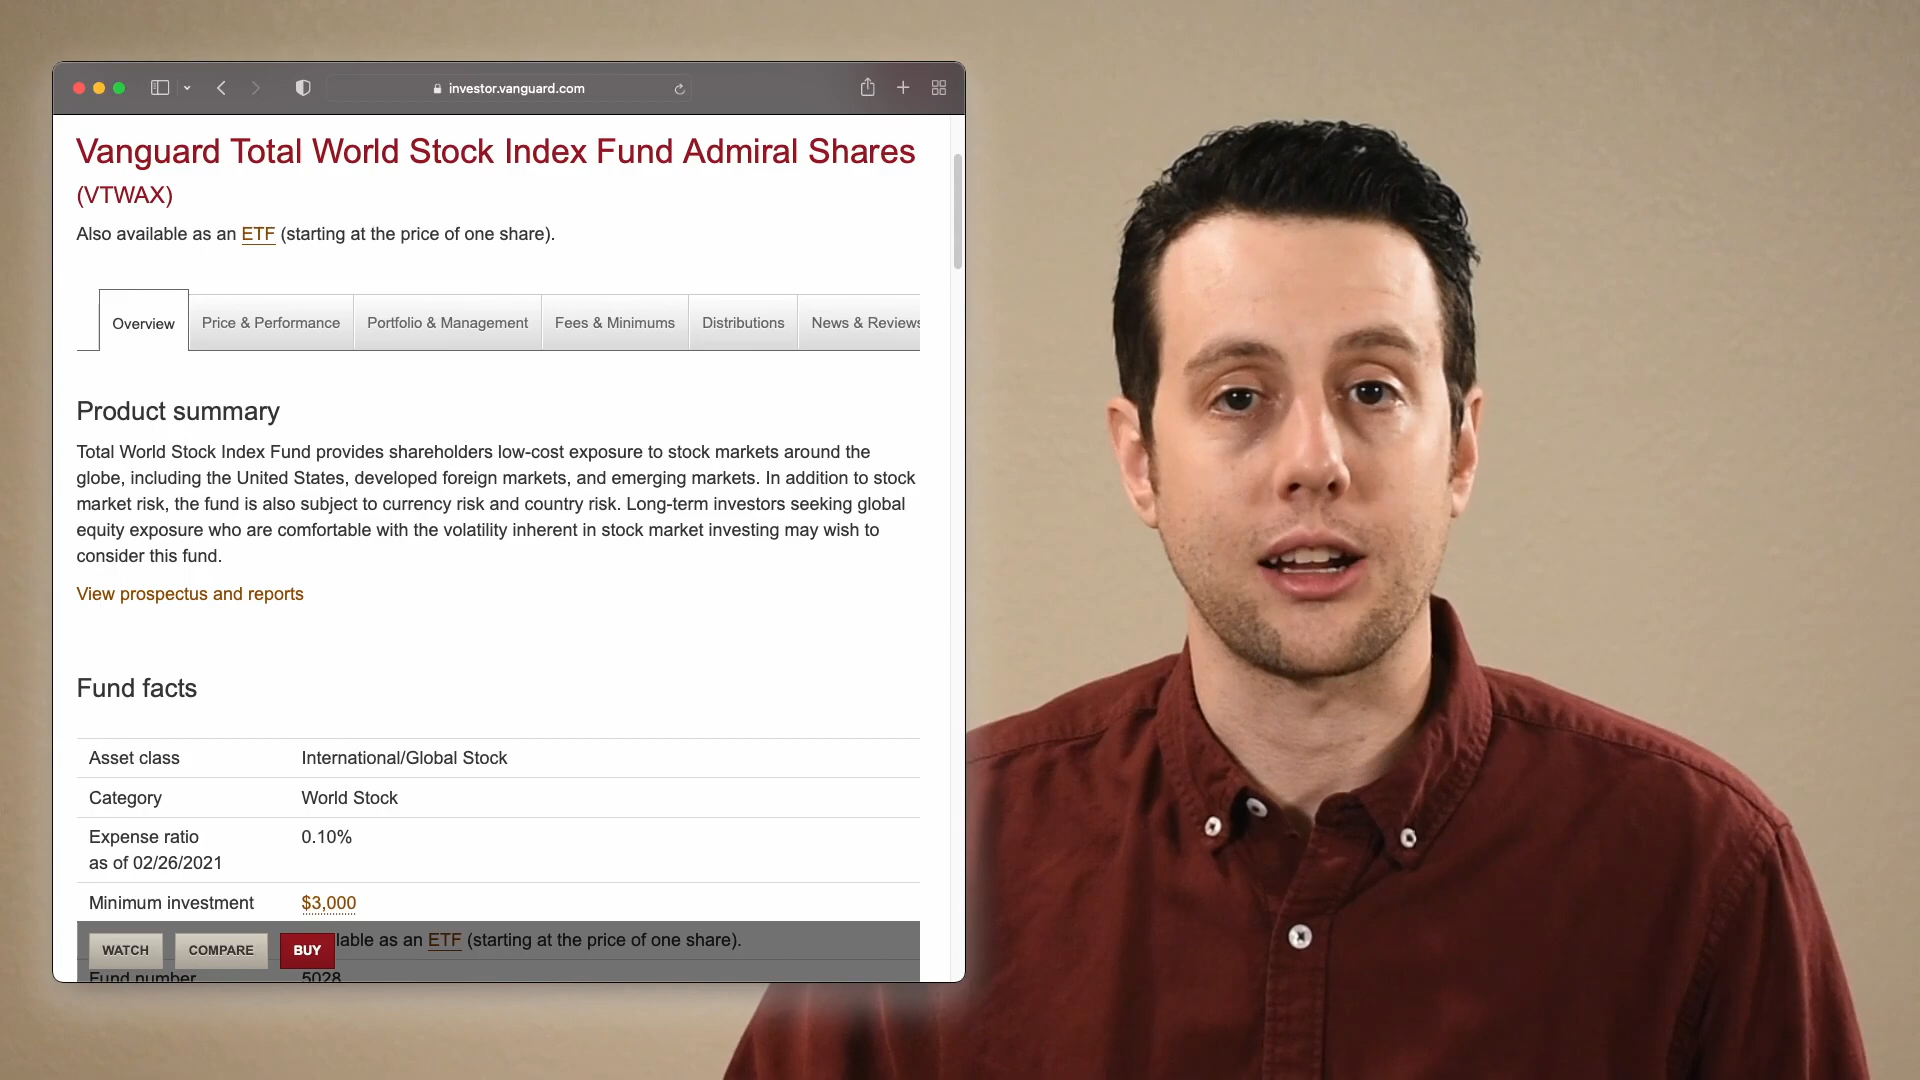 investor.vanguard.com
Vanguard Total World Stock Index Fund Admiral Shares
(VTWAX)
Also available as an ETF (starting at the price of one share).
Overview
Price & Performance
Portfolio & Management
Fees & Minimums
Distributions
News & Reviews
Product summary
Total World Stock Index Fund provides shareholders low-cost exposure to stock markets around the
globe, including the United States, developed foreign markets, and emerging markets. In addition to stock
market risk, the fund is also subject to currency risk and country risk. Long-term investors seeking global
equity exposure who are comfortable with the volatility inherent in stock market investing may wish to
consider this fund.
View prospectus and reports
Fund facts
Asset class International/Global Stock
Category World Stock
Expense ratio 0.10%
as of 02/26/2021
Minimum investment $3,000
WATCH COMPARE BUY lable as an ETF (starting at the price of one share).
Fund number 5028